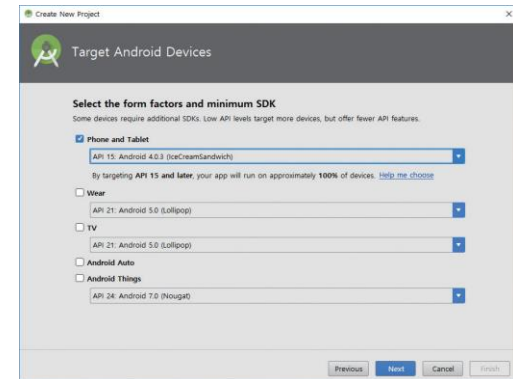 Create New Project
Target Android Devices
Select the form factors and minimum SDK
Some devices require additional SDKs. Low API levels target more devices, but offer fewer API features.
Phone and Tablet
API 15: Android 4.0.3 (IceCreamSandwich)
By targeting API 15 and later, your app will run on approximately 100% of devices. Help me choose
Wear
API 21: Android 5.0 (Lollipop)
TV
API 21: Android 5.0 (Lollipop)
Android Auto
Android Things
API 24: Android 7.0 (Nougat)
Previous Next Cancel Finish